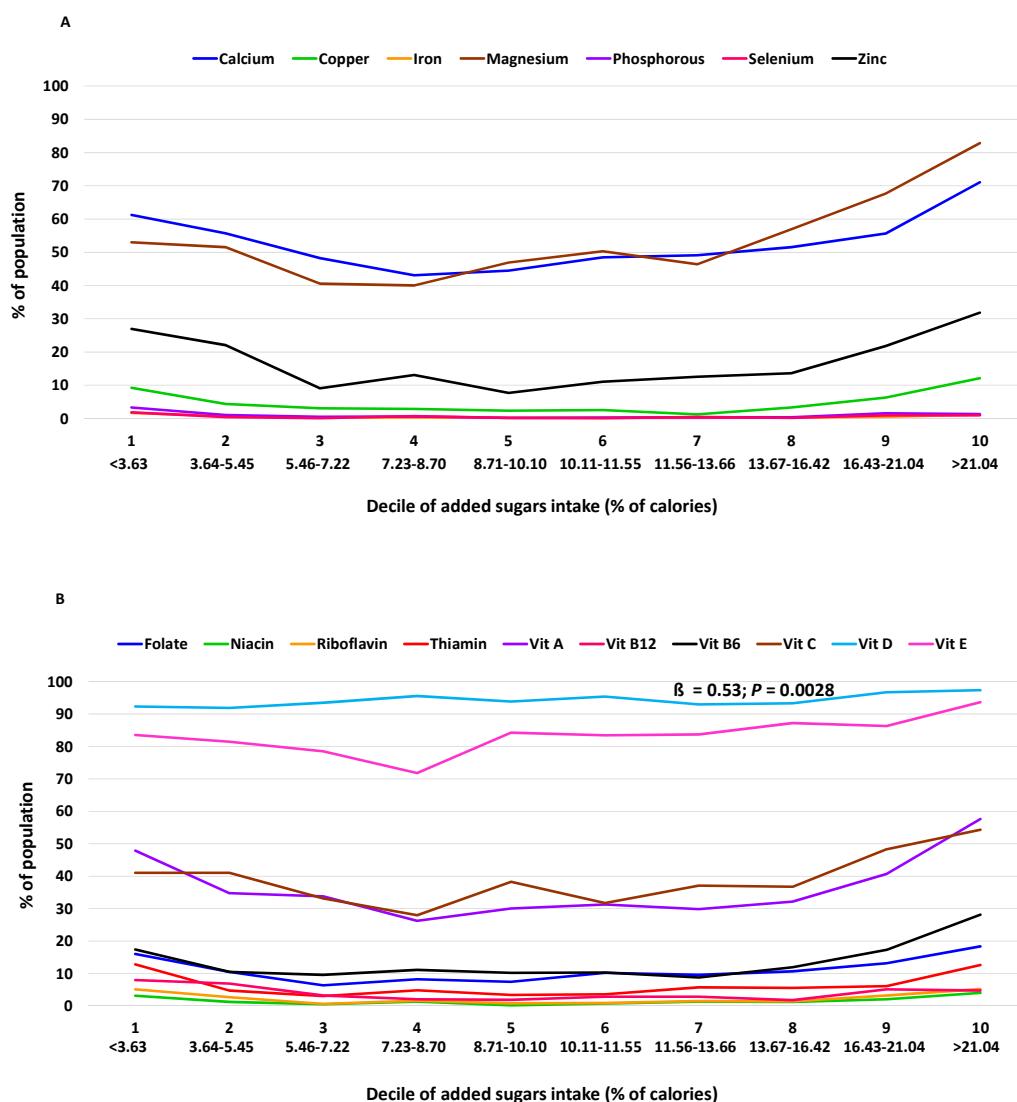 A
Calcium Copper Iron Magnesium Phosphorous Selenium Zinc
100
90
80
70
60
50
40
30
20
10
0
% of population
1 2 3 4 5 6 7 8 9 10
<3.63 3.64-5.45 5.46-7.22 7.23-8.70 8.71-10.10 10.11-11.55 11.56-13.66 13.67-16.42 16.43-21.04 >21.04
Decile of added sugars intake (% of calories)
B
Folate Niacin Riboflavin Thiamin Vit A Vit B12 Vit B6 Vit C Vit D Vit E
ß = 0.53; P = 0.0028
100
90
80
70
60
50
40
30
20
10
0
% of population
1 2 3 4 5 6 7 8 9 10
<3.63 3.64-5.45 5.46-7.22 7.23-8.70 8.71-10.10 10.11-11.55 11.56-13.66 13.67-16.42 16.43-21.04 >21.04
Decile of added sugars intake (% of calories)